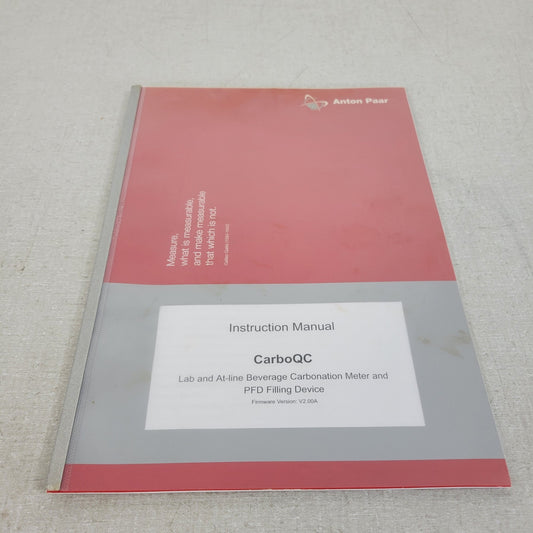 Anton Paar
Measure,
what is measurable,
and make measurable
that which is not.
Instruction Manual
CarboQC
Lab and At-line Beverage Carbonation Meter and
PFD Filling Device
Firmware Version: V2.00A